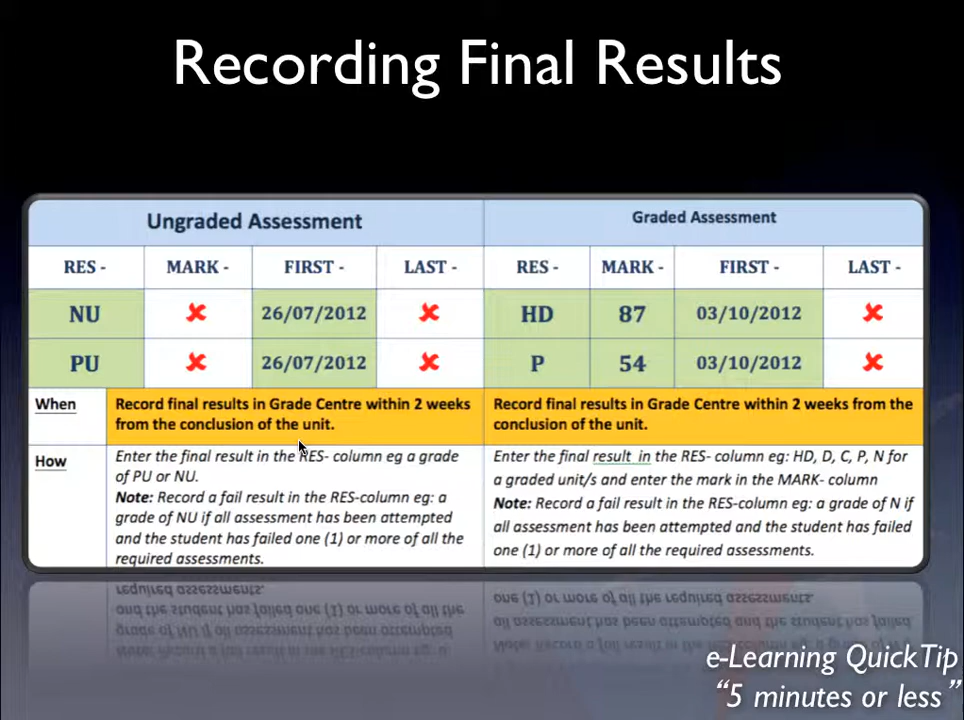 Recording Final Results
Ungraded Assessment
Graded Assessment
RES - MARK - FIRST - LAST - RES - MARK - FIRST - LAST -
NU 26/07/2012 HD 87 03/10/2012
PU 26/07/2012 P 54 03/10/2012
When
Record final results in Grade Centre within 2 weeks
from the conclusion of the unit.
Record final results in Grade Centre within 2 weeks from the
conclusion of the unit.
How
Enter the final result in the RES- column eg a grade
of PU or NU.
Note: Record a fail result in the RES-column eg: a
grade of NU if all assessment has been attempted
and the student has failed one (1) or more of all the
required assessments.
Enter the final result in the RES- column eg: HD, D, C, P, N for
a graded unit/s and enter the mark in the MARK- column
Note: Record a fail result in the RES-column eg: a grade of N if
all assessment has been attempted and the student has failed
one (1) or more of all the required assessments.
e-Learning QuickTip
“5 minutes or less”